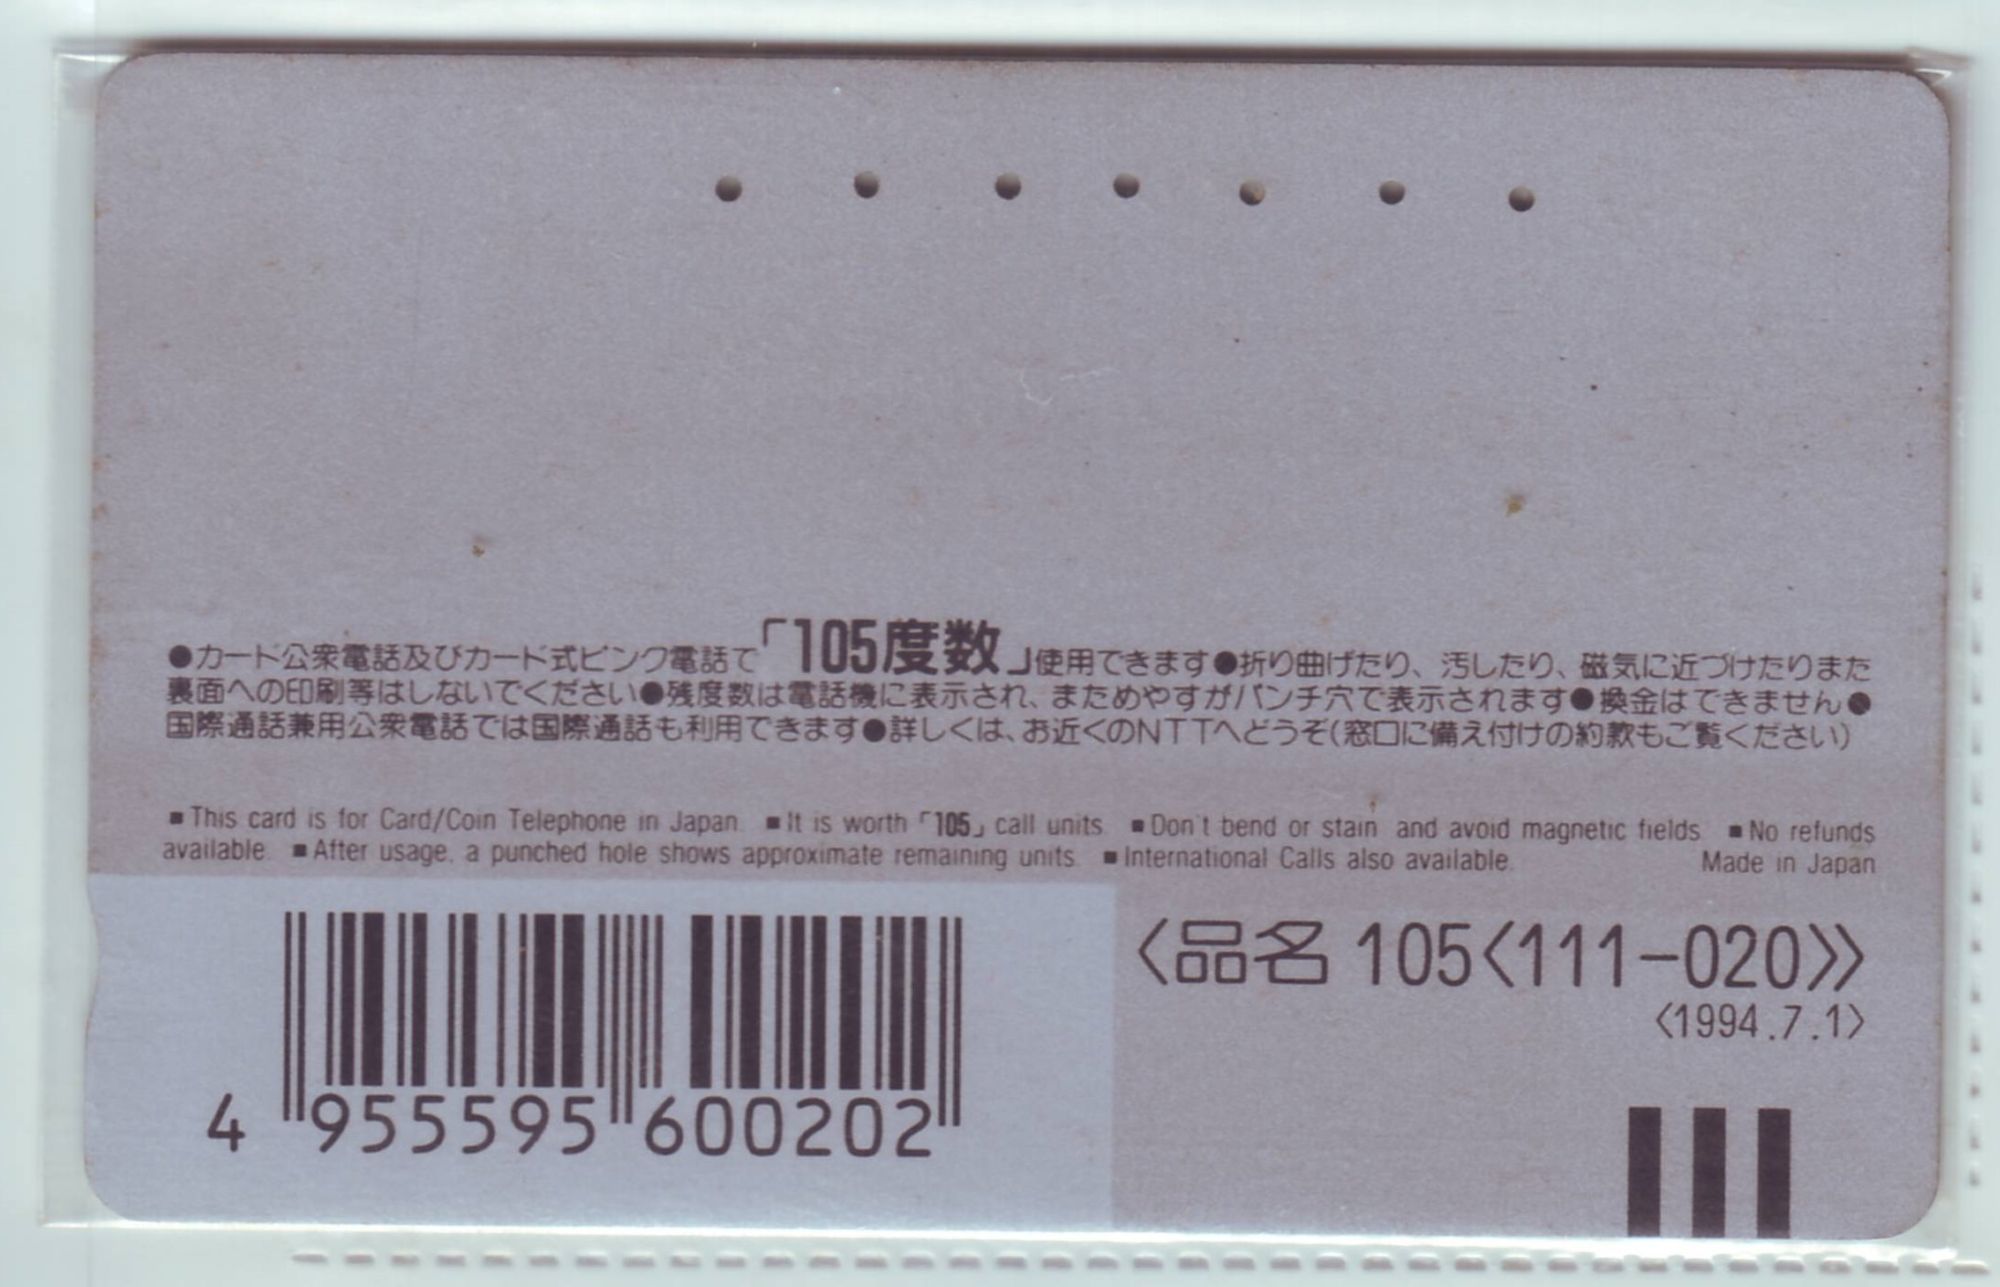 ●カード公衆電話及びカード式ピンク電話で「105度数」使用できます●折り曲げたり、汚したり、磁気に近づけたりまた
裏面への印刷等はしないでください●残度数は電話機に表示され、まためやすがパンチ穴で表示されます●換金はできません●
国際通話兼用公衆電話では国際通話も利用できます●詳しくは、お近くのNTTへどうぞ(窓口に備え付けの約款もご覧ください)
■This card is for Card/Coin Telephone in Japan. ■It is worth「105」call units. ■Don't bend or stain, and avoid magnetic fields. ■No refunds
available. ■After usage, a punched hole shows approximate remaining units. ■International Calls also available. Made in Japan
〈品名 105〈111-020〉〉
〈1994.7.1〉
4 955595 600202